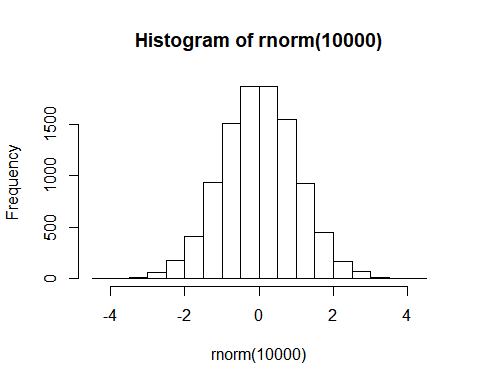 Histogram of rnorm(10000)
Frequency
1500
1000
500
0
-4 -2 0 2 4
rnorm(10000)